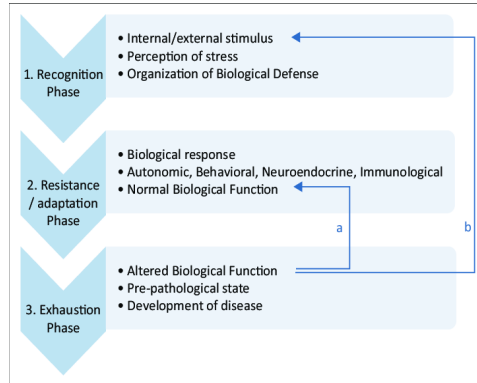 1. Recognition
Phase
• Internal/external stimulus
• Perception of stress
• Organization of Biological Defense
2. Resistance
/ adaptation
Phase
• Biological response
• Autonomic, Behavioral, Neuroendocrine, Immunological
• Normal Biological Function
a
b
3. Exhaustion
Phase
• Altered Biological Function
• Pre-pathological state
• Development of disease